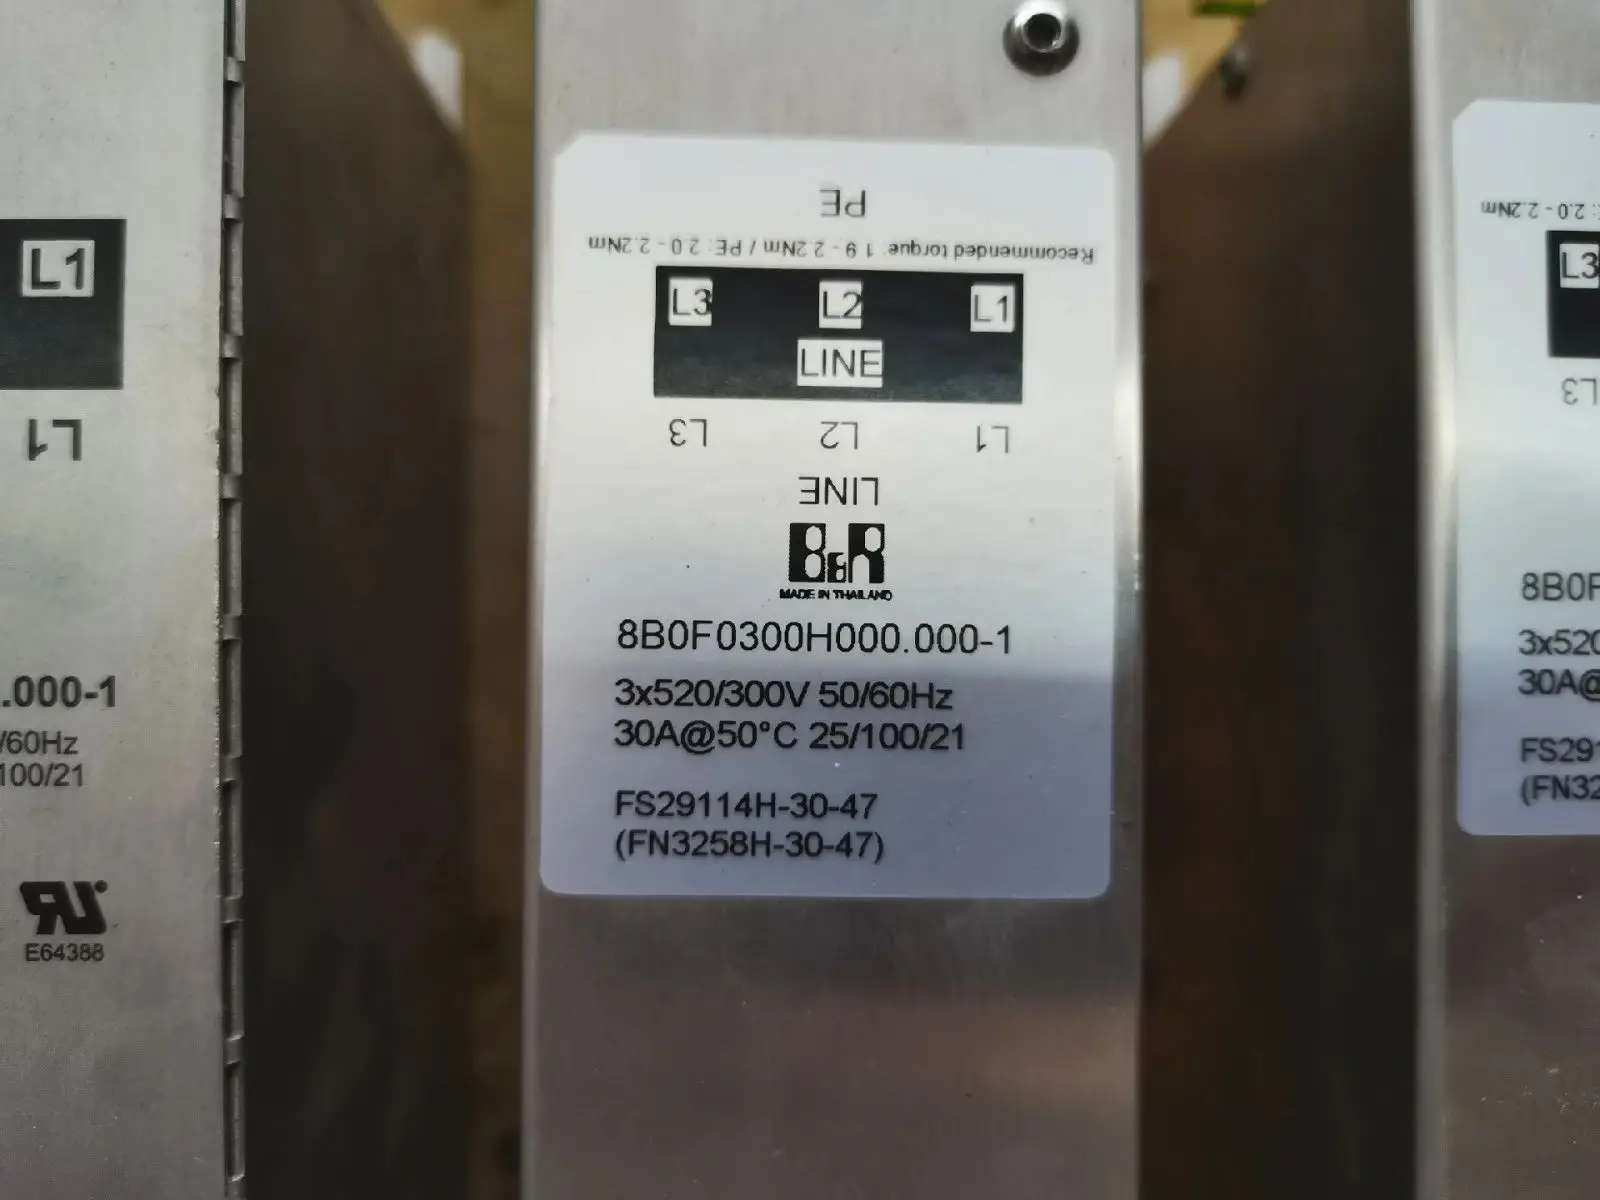 L1
L1
.000-1
/60Hz
100/21
E64388
PE
Recommended torque: 1.9 - 2.2Nm / PE: 2.0 - 2.2Nm
L3 L2 L1
LINE
L3 L2 L1
LINE
B&R
MADE IN THAILAND
8B0F0300H000.000-1
3x520/300V 50/60Hz
30A@50°C 25/100/21
FS29114H-30-47
(FN3258H-30-47)
: 2.0 - 2.2Nm
L3
L3
8B0F
3x520
30A@
FS291
(FN32